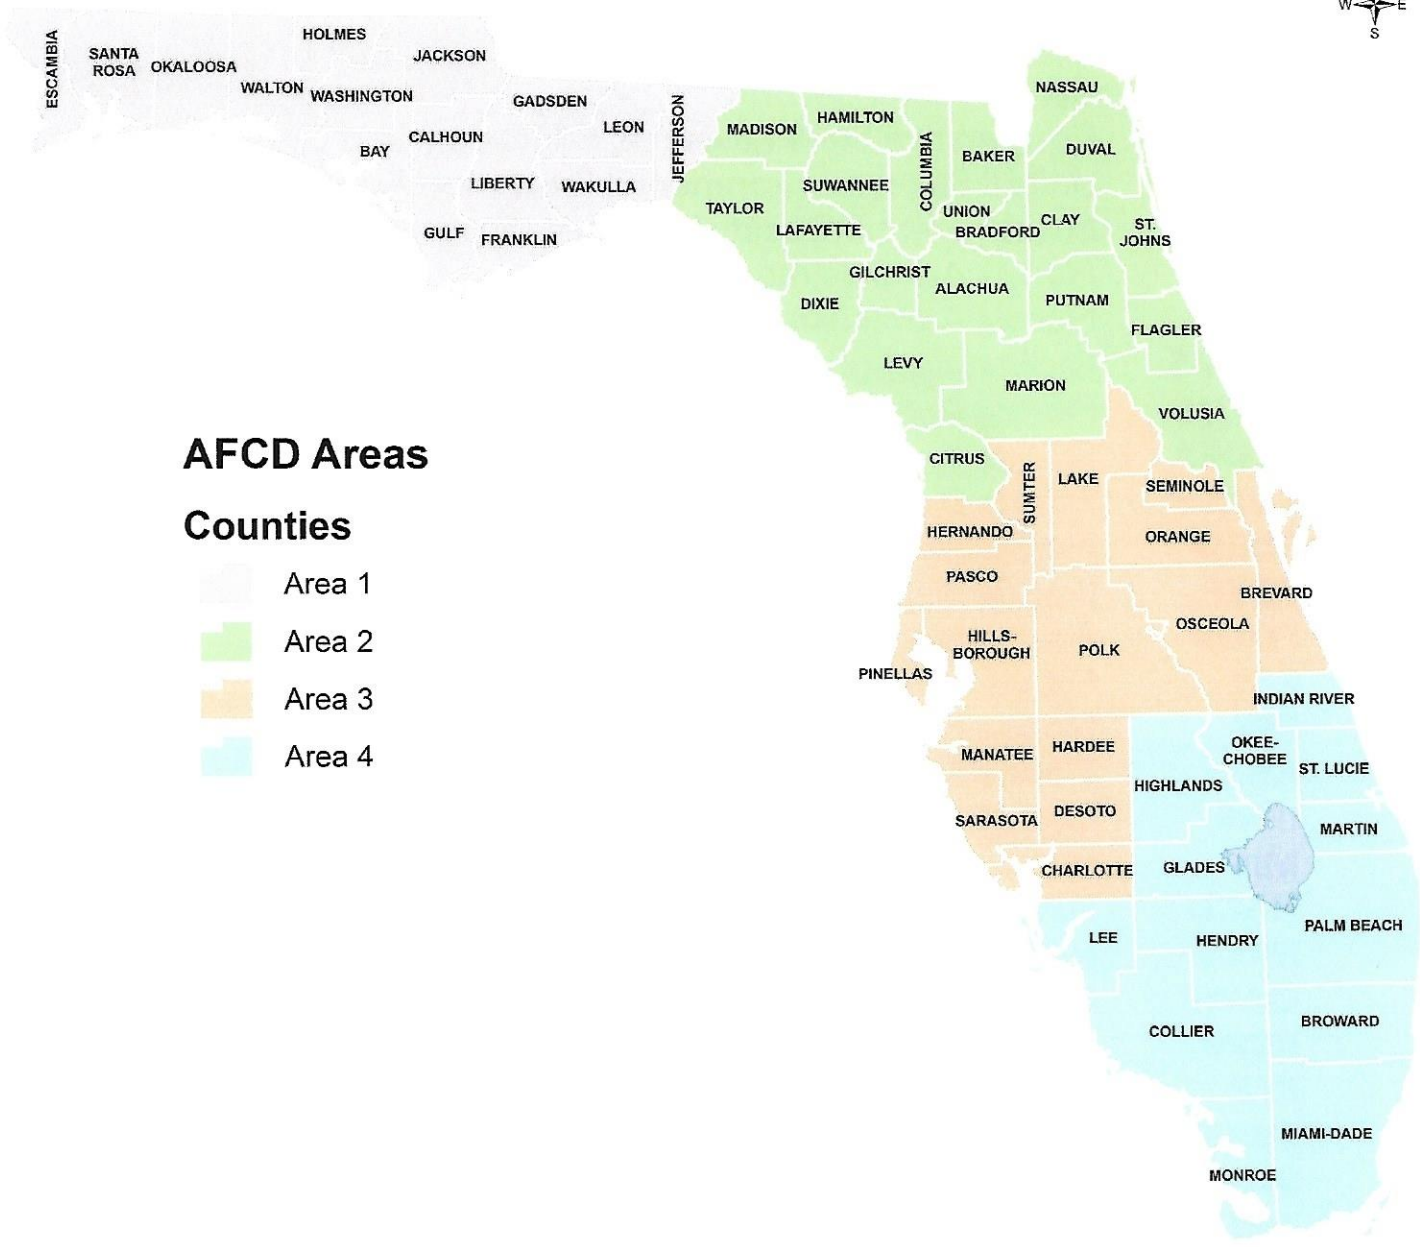 W E
S
HOLMES
JACKSON
ESCAMBIA
SANTA
ROSA
OKALOOSA
WALTON
WASHINGTON
GADSDEN
LEON
JEFFERSON
BAY
CALHOUN
LIBERTY
WAKULLA
GULF
FRANKLIN
NASSAU
MADISON
HAMILTON
COLUMBIA
BAKER
DUVAL
TAYLOR
SUWANNEE
LAFAYETTE
UNION
BRADFORD
CLAY
ST.
JOHNS
DIXIE
GILCHRIST
ALACHUA
PUTNAM
FLAGLER
LEVY
MARION
VOLUSIA
CITRUS
SUMTER
LAKE
SEMINOLE
HERNANDO
ORANGE
PASCO
BREVARD
OSCEOLA
HILLS-
BOROUGH
POLK
PINELLAS
INDIAN RIVER
MANATEE
HARDEE
OKEE-
CHOBEE
ST. LUCIE
HIGHLANDS
SARASOTA
DESOTO
MARTIN
CHARLOTTE
GLADES
LEE
HENDRY
PALM BEACH
COLLIER
BROWARD
MIAMI-DADE
MONROE
AFCD Areas
Counties
Area 1
Area 2
Area 3
Area 4